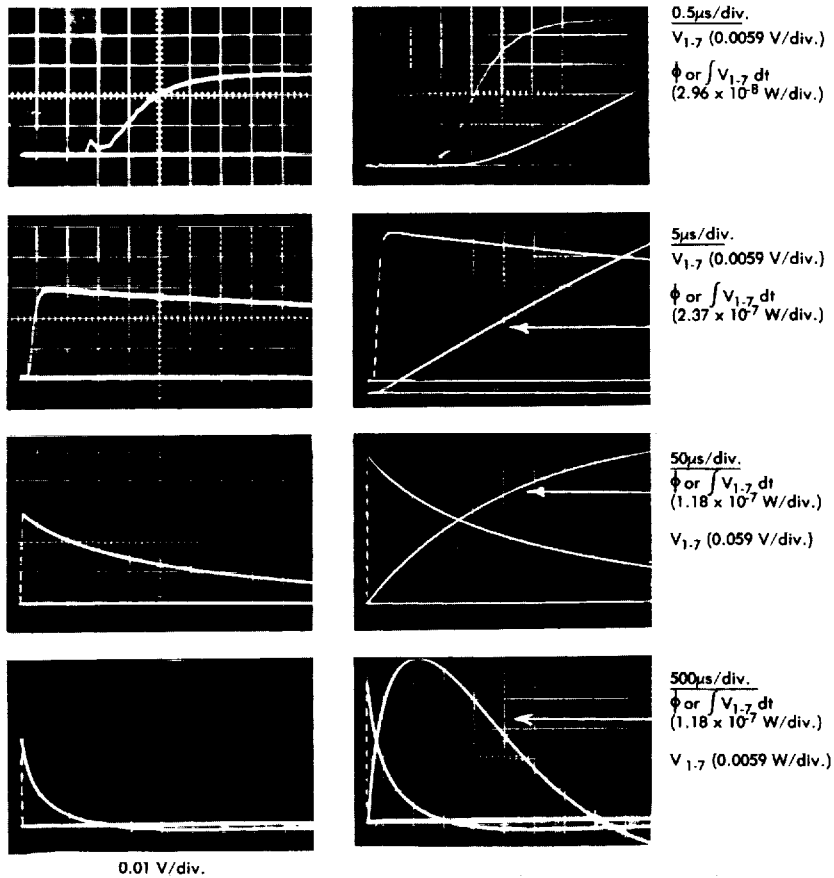 0.5μs/div.
V1-7 (0.0059 V/div.)
ϕ or ∫V1-7 dt
(2.96 x 10-8 W/div.)
5μs/div.
V1-7 (0.0059 V/div.)
ϕ or ∫V1-7 dt
(2.37 x 10-7 W/div.)
50μs/div.
ϕ or ∫V1-7 dt
(1.18 x 10-7 W/div.)
V1-7 (0.059 V/div.)
500μs/div.
ϕ or ∫V1-7 dt
(1.18 x 10-7 W/div.)
V 1-7 (0.0059 W/div.)
0.01 V/div.